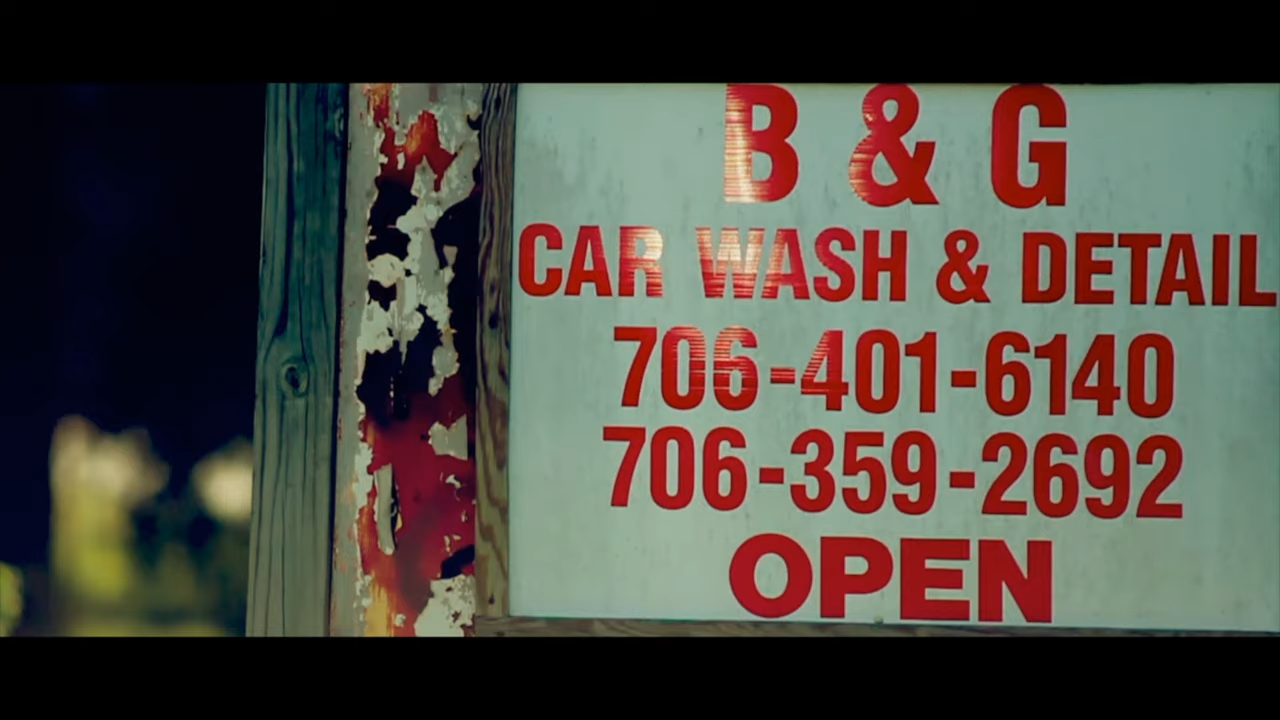 B & G
CAR WASH & DETAIL
706-401-6140
706-359-2692
OPEN